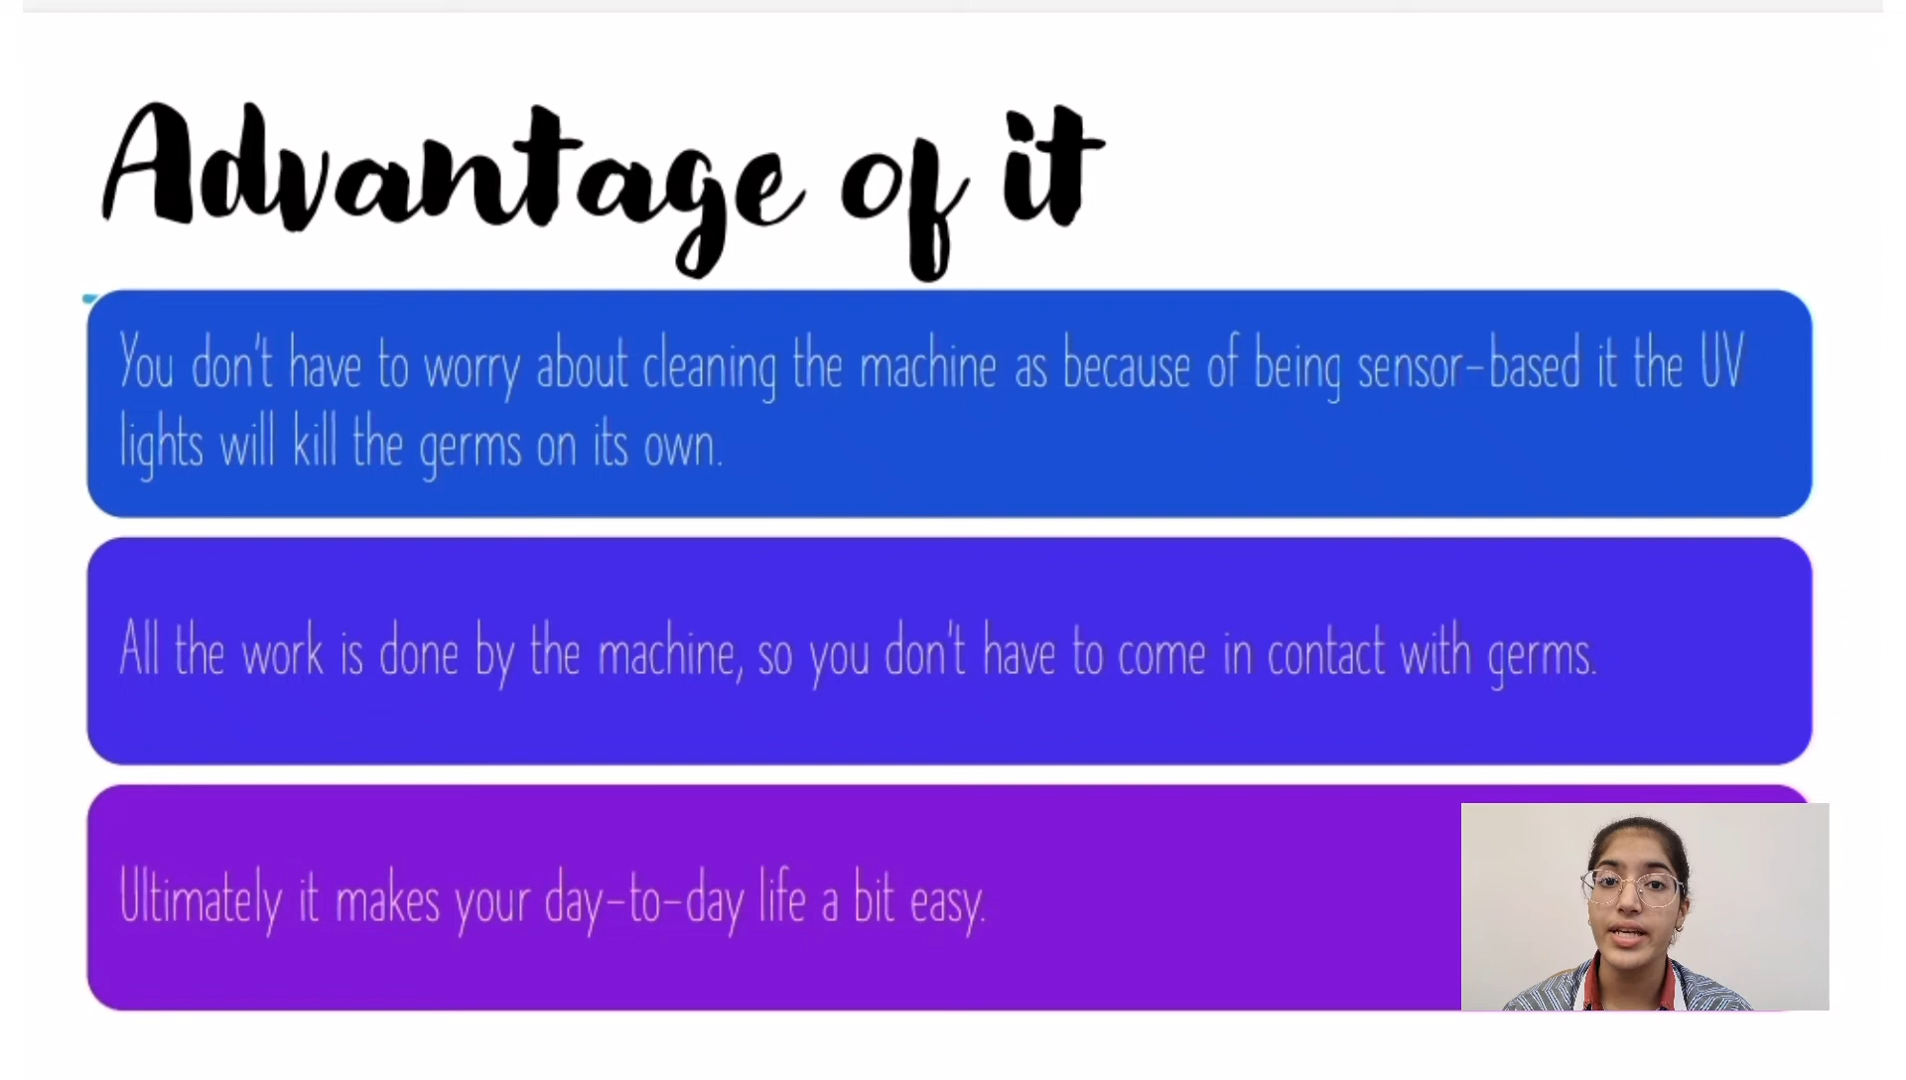 Advantage of it
You don't have to worry about cleaning the machine as because of being sensor-based it the UV
lights will kill the germs on its own.
All the work is done by the machine, so you don't have to come in contact with germs.
Ultimately it makes your day-to-day life a bit easy.